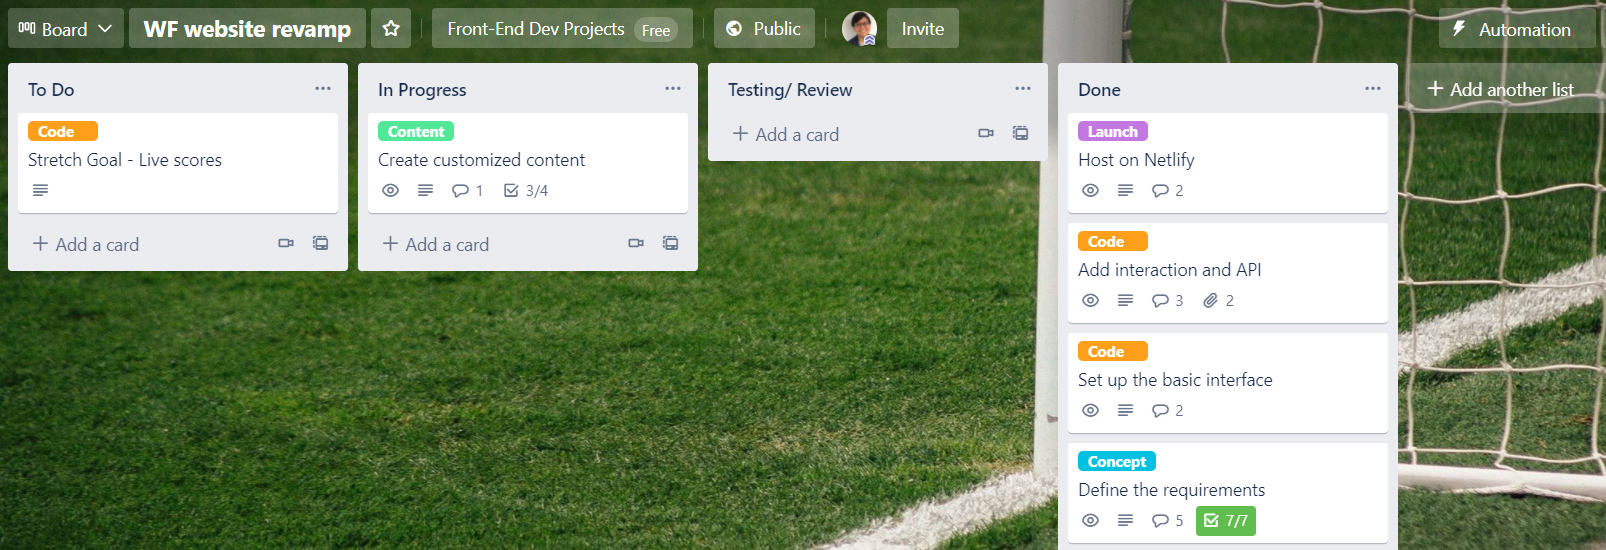 Board
WF website revamp
Front-End Dev Projects Free
Public
Invite
Automation
To Do
Code
Stretch Goal - Live scores
+ Add a card
In Progress
Content
Create customized content
1 3/4
+ Add a card
Testing/ Review
+ Add a card
Done
Launch
Host on Netlify
2
Code
Add interaction and API
3 2
Code
Set up the basic interface
2
Concept
Define the requirements
5 7/7
+ Add another list